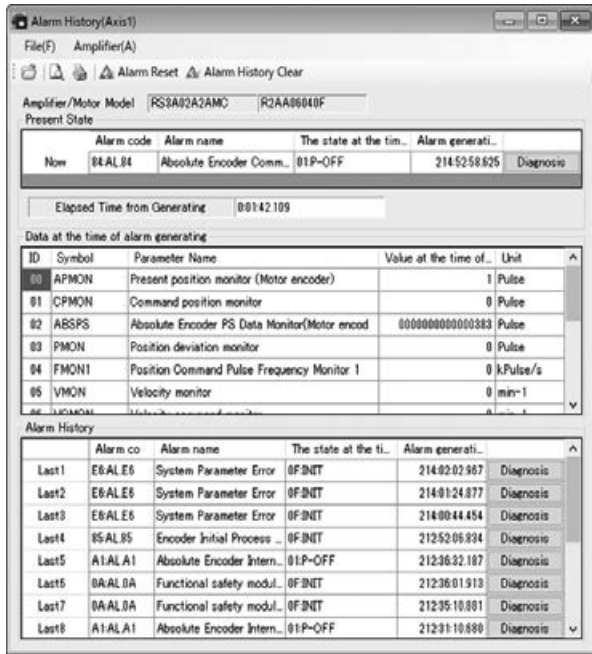 Alarm History(Axis1)
File(F) Amplifier(A)
Alarm Reset Alarm History Clear
Amplifier/Motor Model RS3A02A2AMC R2AA06040F
Present State
Alarm code Alarm name The state at the tim... Alarm generati...
Now 84:AL.84 Absolute Encoder Comm... 01:P-OFF 214:52:58.625 Diagnosis
Elapsed Time from Generating 0:01:42.109
Data at the time of alarm generating
ID Symbol Parameter Name Value at the time of... Unit
00 APMON Present position monitor (Motor encoder) 1 Pulse
01 CPMON Command position monitor 0 Pulse
02 ABSPS Absolute Encoder PS Data Monitor(Motor encod 0000000000000383 Pulse
03 PMON Position deviation monitor 0 Pulse
04 FMON1 Position Command Pulse Frequency Monitor 1 0 kPulse/s
05 VMON Velocity monitor 0 min-1
Alarm History
Alarm co Alarm name The state at the ti... Alarm generati...
Last1 E6:AL.E6 System Parameter Error 0F:INIT 214:02:02.967 Diagnosis
Last2 E6:AL.E6 System Parameter Error 0F:INIT 214:01:24.877 Diagnosis
Last3 E6:AL.E6 System Parameter Error 0F:INIT 214:00:44.454 Diagnosis
Last4 85:AL.85 Encoder Initial Process ... 0F:INIT 212:52:06.834 Diagnosis
Last5 A1:AL.A1 Absolute Encoder Intern... 01:P-OFF 212:36:32.187 Diagnosis
Last6 0A:AL.0A Functional safety modul... 0F:INIT 212:36:01.913 Diagnosis
Last7 0A:AL.0A Functional safety modul... 0F:INIT 212:35:10.881 Diagnosis
Last8 A1:AL.A1 Absolute Encoder Intern... 01:P-OFF 212:31:10.680 Diagnosis